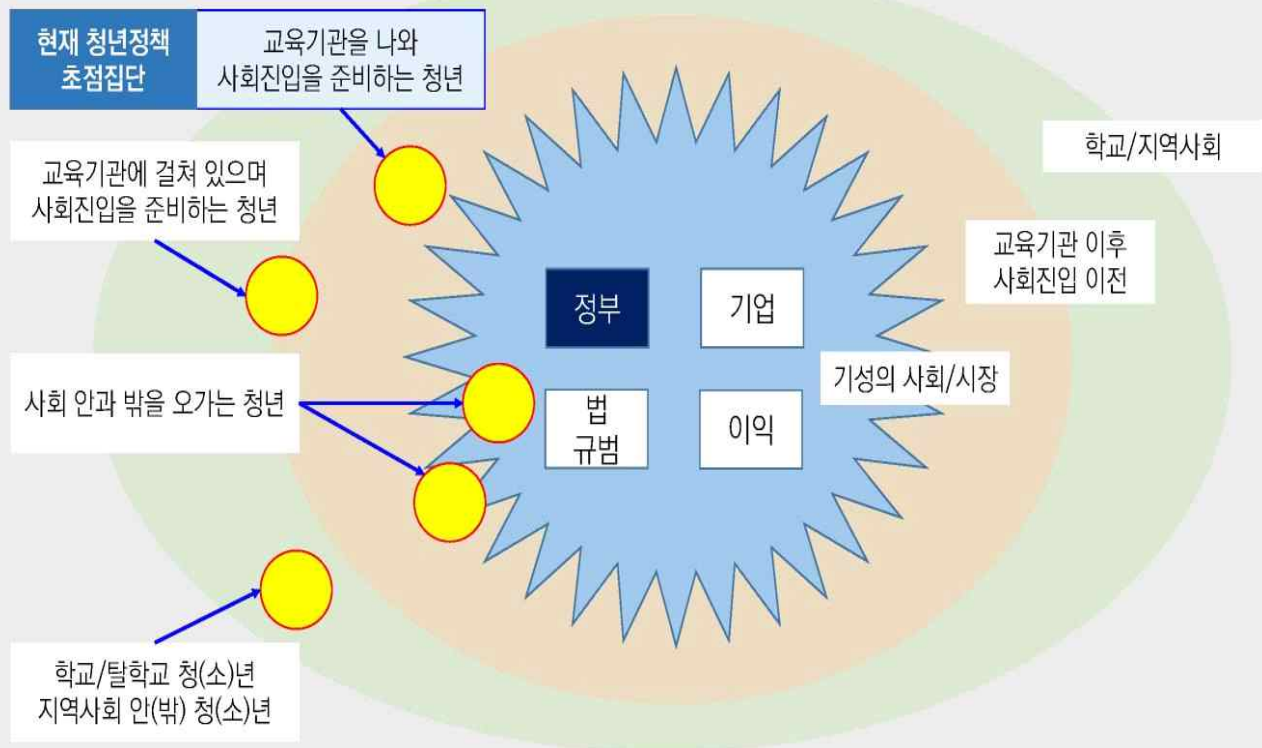 현재 청년정책
초점집단
교육기관을 나와
사회진입을 준비하는 청년
학교/지역사회
교육기관에 걸쳐 있으며
사회진입을 준비하는 청년
교육기관 이후
사회진입 이전
정부
기업
기성의 사회/시장
사회 안과 밖을 오가는 청년
법
규범
이익
학교/탈학교 청(소)년
지역사회 안(밖) 청(소)년